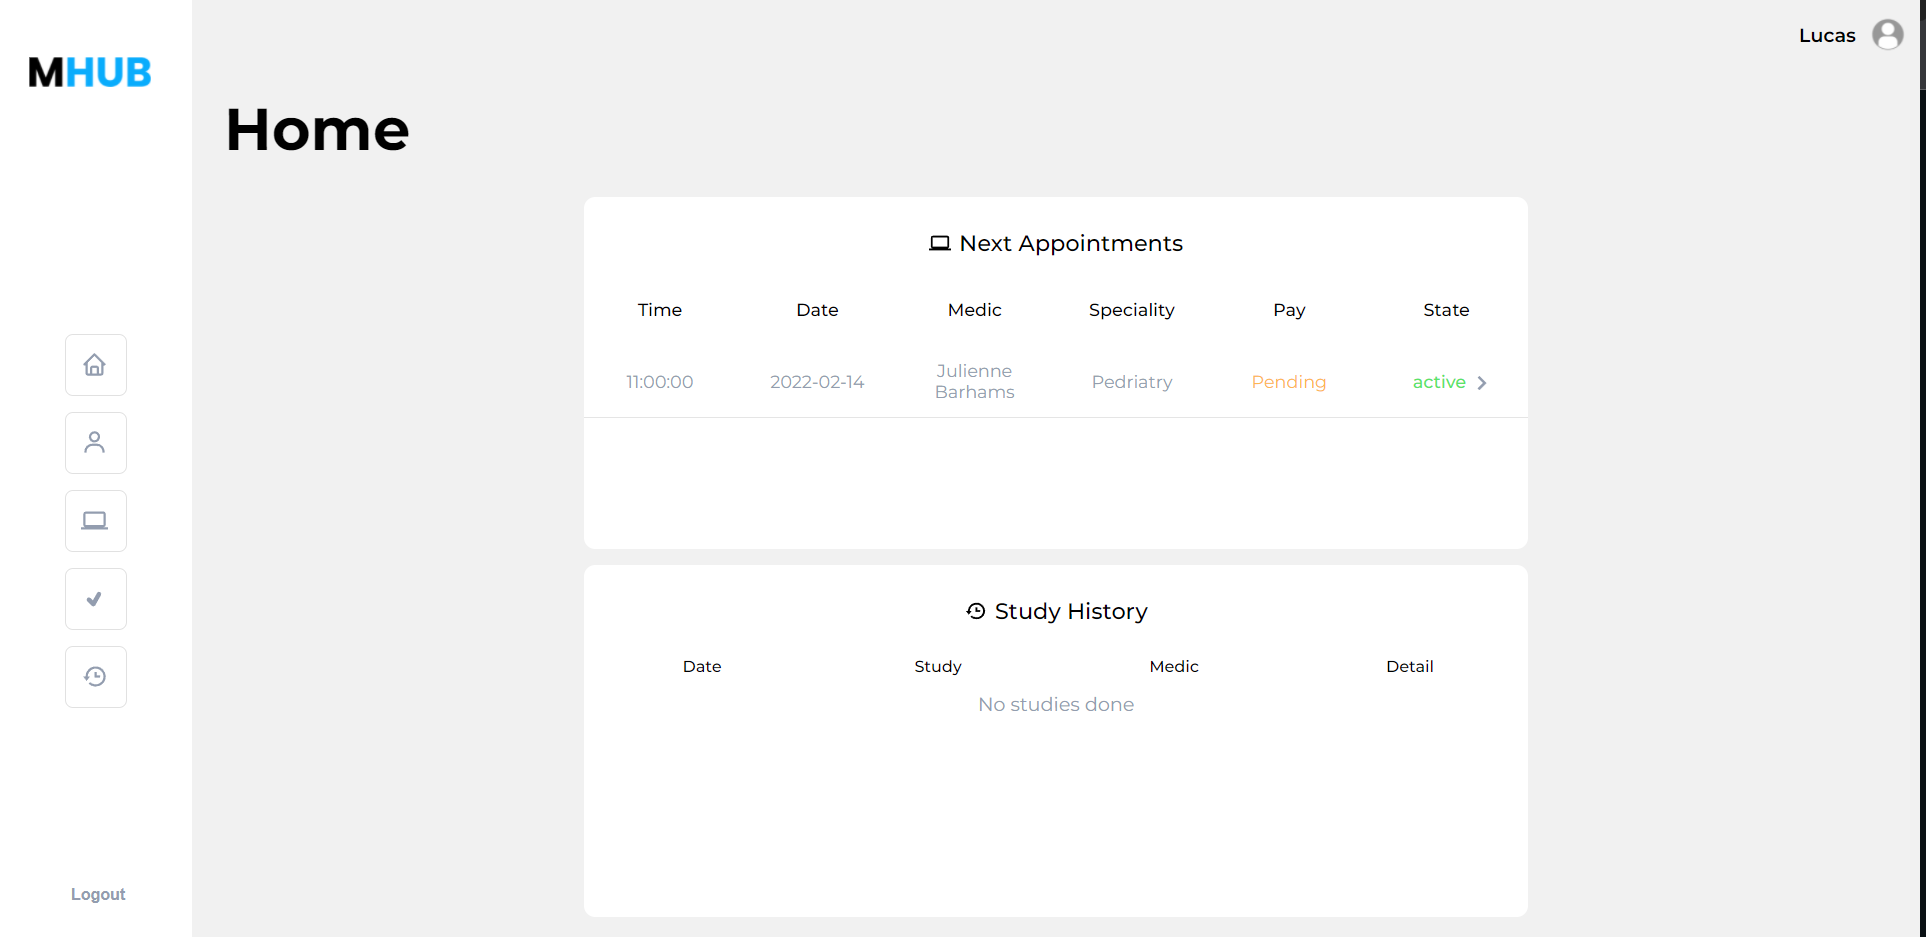 MHUB
Lucas
Home
Next Appointments
Time Date Medic Speciality Pay State
11:00:00 2022-02-14 Julienne Barhams Pedriatry Pending active
Study History
Date Study Medic Detail
No studies done
Logout